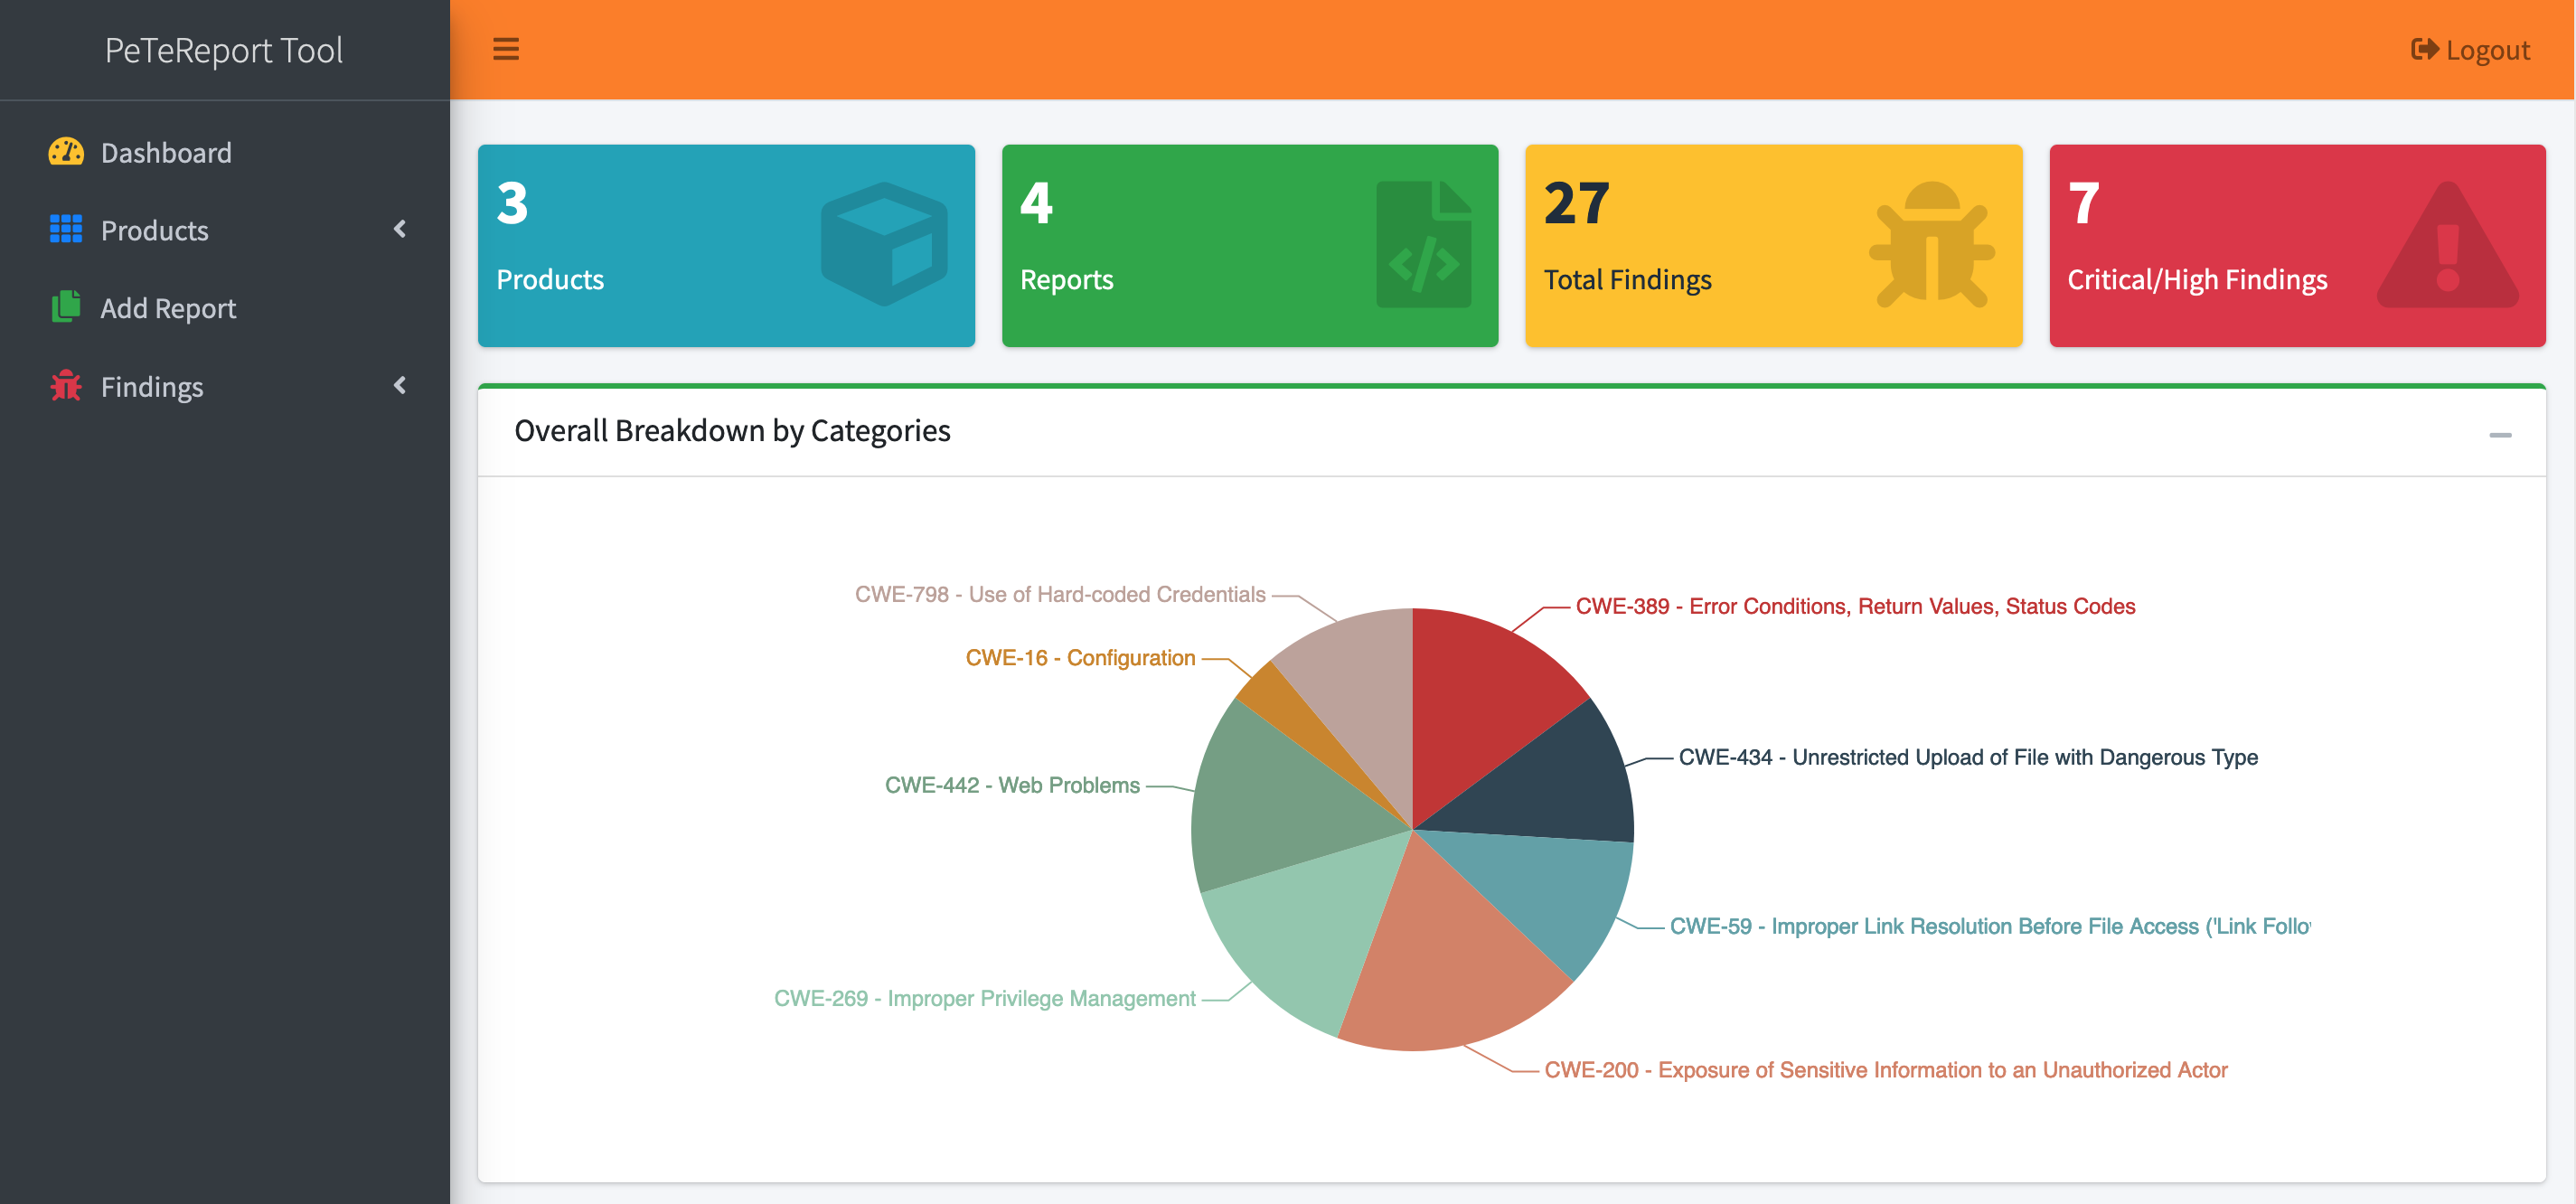 PeTeReport Tool
Logout
Dashboard
Products
Add Report
Findings
3
Products
4
Reports
27
Total Findings
7
Critical/High Findings
Overall Breakdown by Categories
CWE-798 - Use of Hard-coded Credentials
CWE-389 - Error Conditions, Return Values, Status Codes
CWE-16 - Configuration
CWE-434 - Unrestricted Upload of File with Dangerous Type
CWE-442 - Web Problems
CWE-59 - Improper Link Resolution Before File Access ('Link Follo
CWE-269 - Improper Privilege Management
CWE-200 - Exposure of Sensitive Information to an Unauthorized Actor